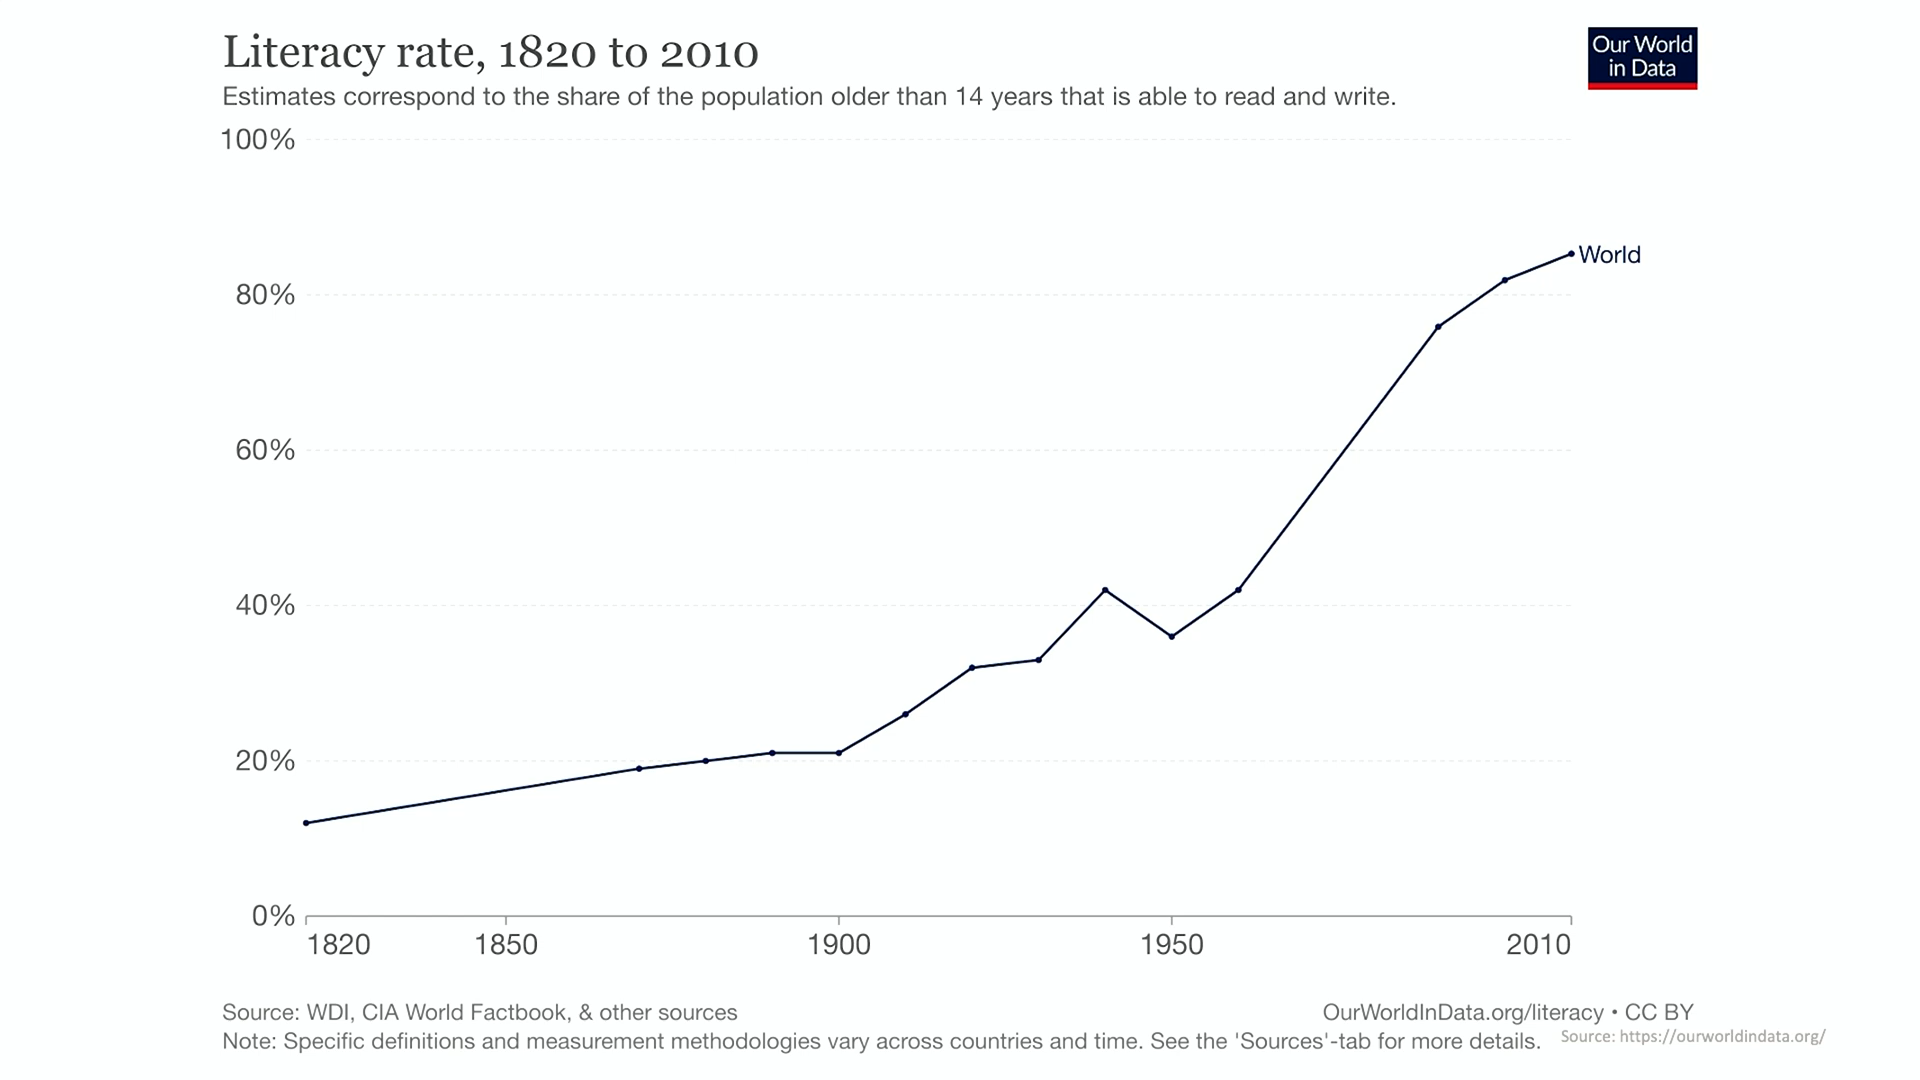 Literacy rate, 1820 to 2010
Our World
in Data
Estimates correspond to the share of the population older than 14 years that is able to read and write.
100%
World
80%
60%
40%
20%
0%
1820 1850 1900 1950 2010
Source: WDI, CIA World Factbook, & other sources
OurWorldInData.org/literacy • CC BY
Note: Specific definitions and measurement methodologies vary across countries and time. See the 'Sources'-tab for more details.
Source: https://ourworldindata.org/